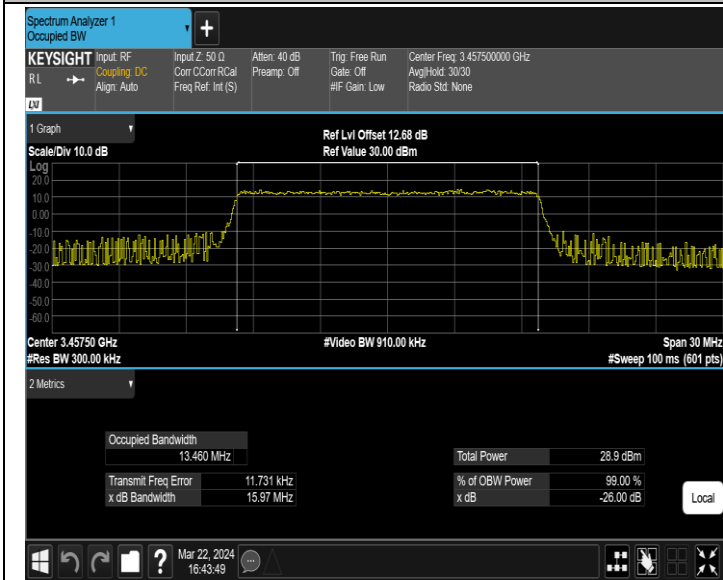 Spectrum Analyzer 1
Occupied BW
KEYSIGHT
RL
LXI
Input: RF
Coupling: DC
Align: Auto
Input Z: 50 Ω
Corr CCorr RCal
Freq Ref: Int (S)
Atten: 40 dB
Preamp: Off
Trig: Free Run
Gate: Off
#IF Gain: Low
Center Freq: 3.457500000 GHz
Avg|Hold: 30/30
Radio Std: None
1 Graph
Scale/Div 10.0 dB
Ref Lvl Offset 12.68 dB
Ref Value 30.00 dBm
Log
20.0
10.0
0.00
-10.0
-20.0
-30.0
-40.0
-50.0
-60.0
Center 3.45750 GHz
#Res BW 300.00 kHz
#Video BW 910.00 kHz
Span 30 MHz
#Sweep 100 ms (601 pts)
2 Metrics
Occupied Bandwidth
13.460 MHz
Transmit Freq Error 11.731 kHz
x dB Bandwidth 15.97 MHz
Total Power 28.9 dBm
% of OBW Power 99.00 %
x dB -26.00 dB
Local
?
Mar 22, 2024
16:43:49